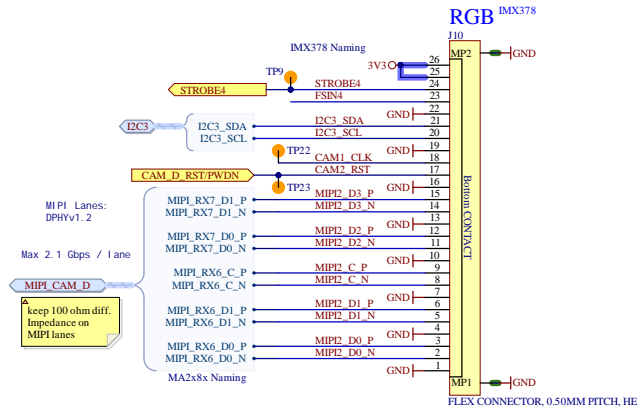 RGB IMX378
J10
IMX378 Naming
MP2
GND
3V3
26
25
TP9
STROBE4
STROBE4
24
FSIN4
23
GND
22
I2C3
I2C3_SDA
I2C3_SDA
21
I2C3_SCL
I2C3_SCL
20
GND
19
TP22
CAM1_CLK
18
CAM_D_RST/PWDN
CAM2_RST
17
TP23
GND
16
MIPI_RX7_D1_P
MIPI2_D3_P
15
MIPI_RX7_D1_N
MIPI2_D3_N
14
MIPI Lanes:
DPHYv1.2
GND
13
MIPI_RX7_D0_P
MIPI2_D2_P
12
MIPI_RX7_D0_N
MIPI2_D2_N
11
Max 2.1 Gbps / lane
GND
10
MIPI_RX6_C_P
MIPI2_C_P
9
MIPI_RX6_C_N
MIPI2_C_N
8
MIPI_CAM_D
GND
7
MIPI_RX6_D1_P
MIPI2_D1_P
6
MIPI_RX6_D1_N
MIPI2_D1_N
5
keep 100 ohm diff.
Impedance on
MIPI lanes
GND
4
MIPI_RX6_D0_P
MIPI2_D0_P
3
MIPI_RX6_D0_N
MIPI2_D0_N
2
GND
1
Bottom CONTACT
MA2x8x Naming
MP1
GND
FLEX CONNECTOR, 0.50MM PITCH, HE